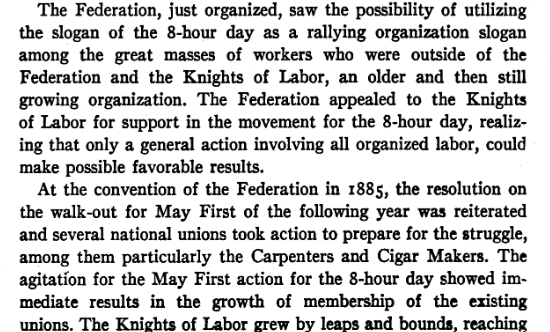 The Federation, just organized, saw the possibility of utilizing
the slogan of the 8-hour day as a rallying organization slogan
among the great masses of workers who were outside of the
Federation and the Knights of Labor, an older and then still
growing organization. The Federation appealed to the Knights
of Labor for support in the movement for the 8-hour day, realiz-
ing that only a general action involving all organized labor, could
make possible favorable results.
At the convention of the Federation in 1885, the resolution on
the walk-out for May First of the following year was reiterated
and several national unions took action to prepare for the struggle,
among them particularly the Carpenters and Cigar Makers. The
agitation for the May First action for the 8-hour day showed im-
mediate results in the growth of membership of the existing
unions. The Knights of Labor grew by leaps and bounds, reaching